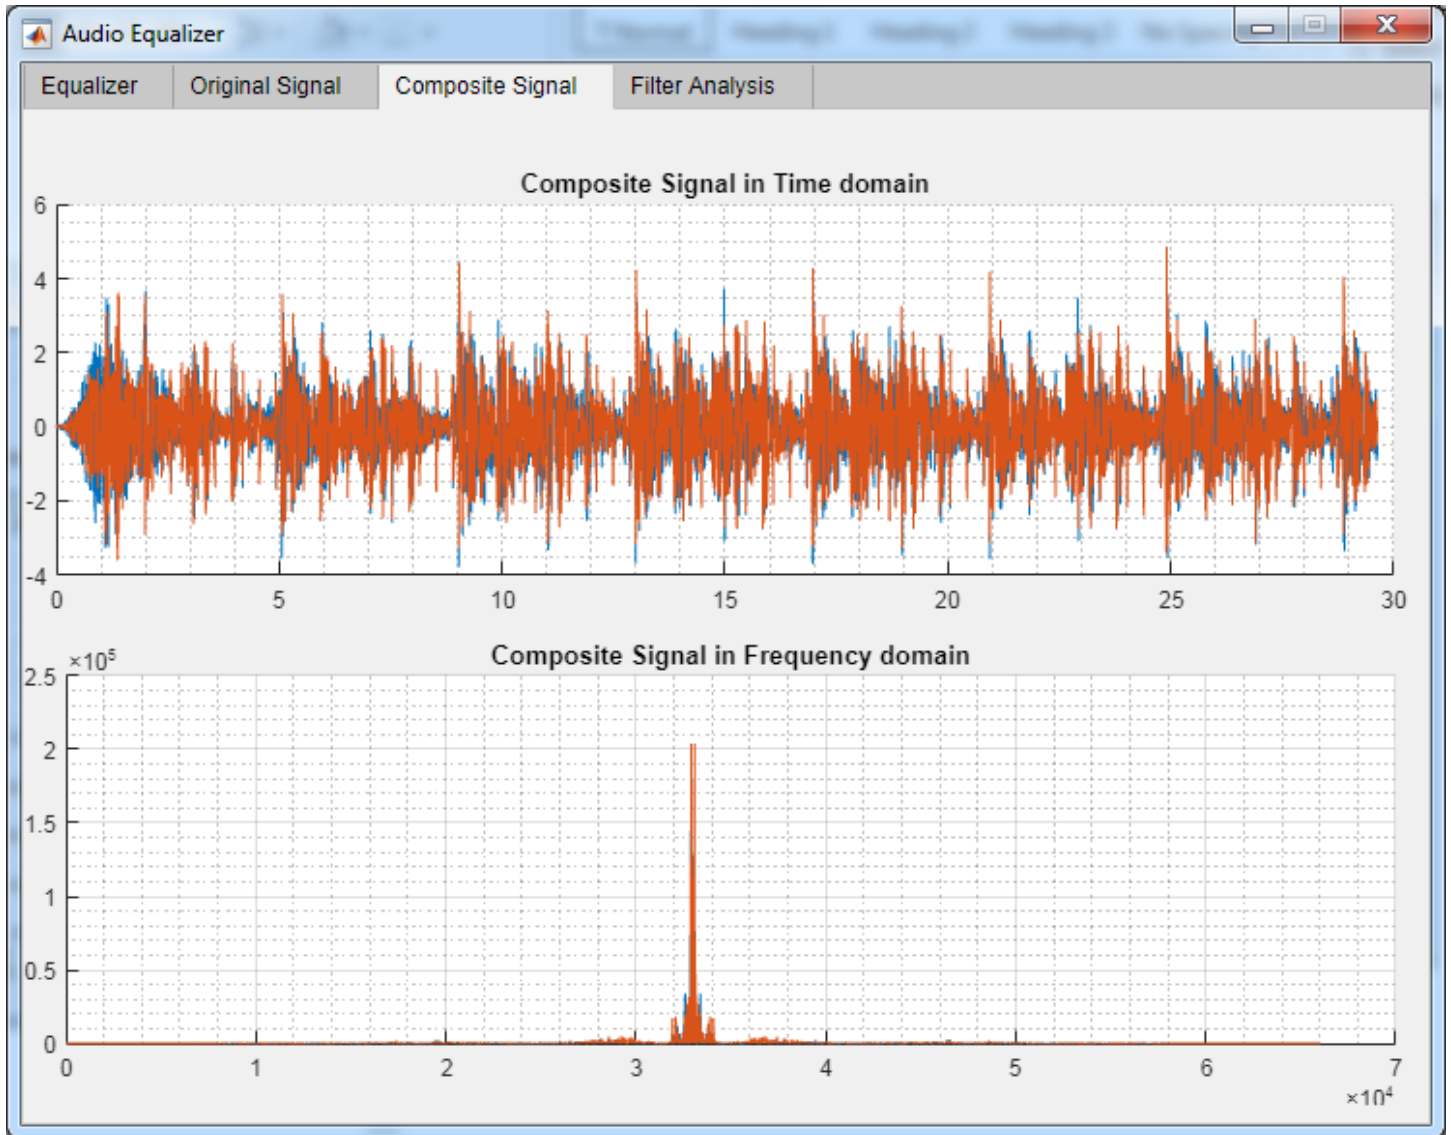 Audio Equalizer
Equalizer Original Signal Composite Signal Filter Analysis
Composite Signal in Time domain
6
4
2
0
-2
-4
0 5 10 15 20 25 30
Composite Signal in Frequency domain
×10⁵
2.5
2
1.5
1
0.5
0
0 1 2 3 4 5 6 7
×10⁴